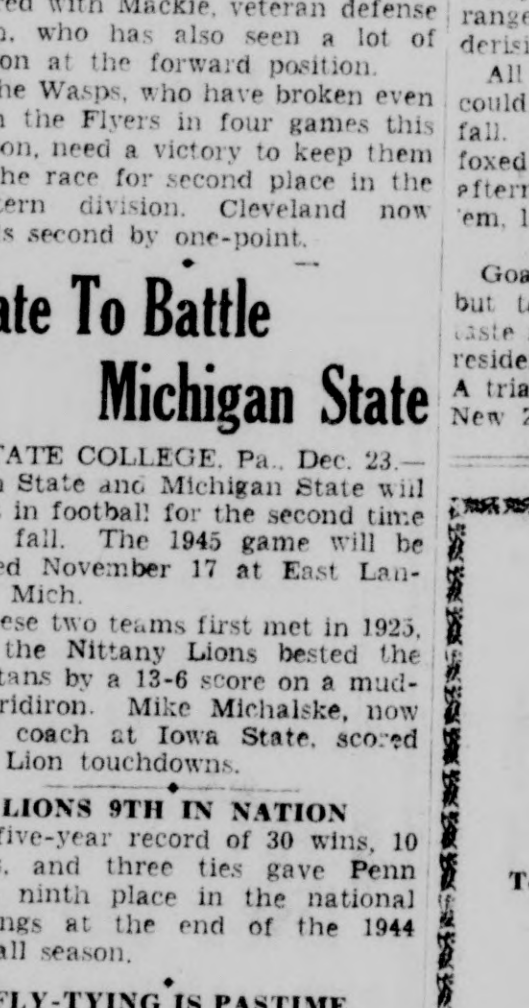 red with Mackie, veteran defense
, who has also seen a lot of
on at the forward position.
he Wasps, who have broken even
the Flyers in four games this
on, need a victory to keep them
he race for second place in the
tern division. Cleveland now
s second by one-point.
ate To Battle
Michigan State
TATE COLLEGE, Pa., Dec. 23.—
State and Michigan State will
in football for the second time
fall. The 1945 game will be
ed November 17 at East Lan-
Mich.
ese two teams first met in 1925,
the Nittany Lions bested the
tans by a 13-6 score on a mud-
ridiron. Mike Michalske, now
coach at Iowa State, scored
Lion touchdowns.
LIONS 9TH IN NATION
five-year record of 30 wins, 10
, and three ties gave Penn
ninth place in the national
ngs at the end of the 1944
all season.
FLY-TYING IS PASTIME
range
derisi
All
could
fall.
foxed
aftern
'em, 1
Goa
but t
taste
reside
A tria
New
T